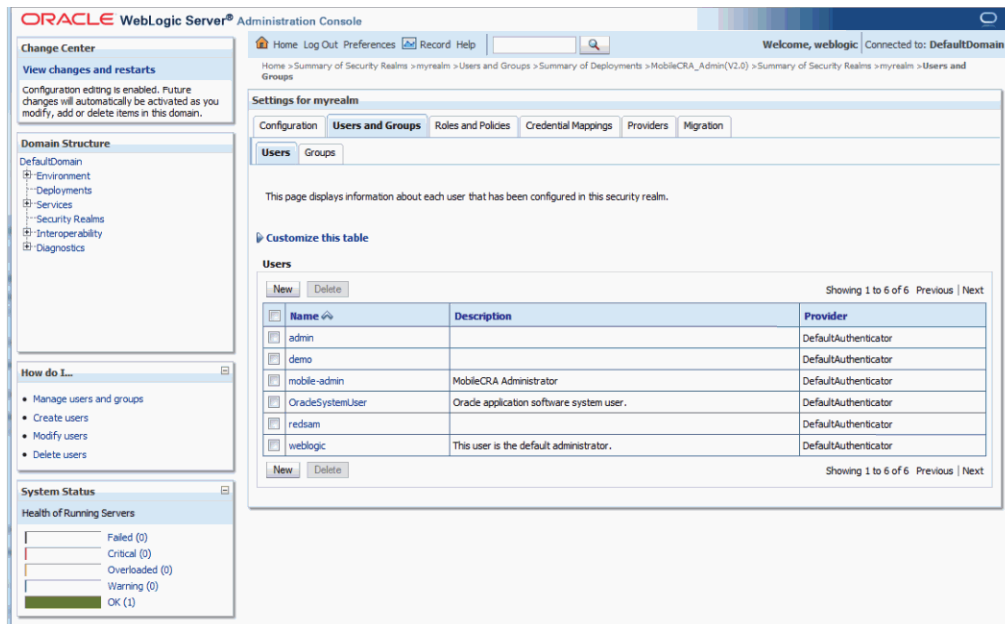 ORACLE WebLogic Server® Administration Console
Change Center
View changes and restarts
Configuration editing is enabled. Future
changes will automatically be activated as you
modify, add or delete items in this domain.
Domain Structure
DefaultDomain
Environment
Deployments
Services
Security Realms
Interoperability
Diagnostics
How do I...
Manage users and groups
Create users
Modify users
Delete users
System Status
Health of Running Servers
Failed (0)
Critical (0)
Overloaded (0)
Warning (0)
OK (1)
Home Log Out Preferences Record Help
Welcome, weblogic Connected to: DefaultDomain
Home >Summary of Security Realms >myrealm >Users and Groups >Summary of Deployments >MobileCRA_Admin(V2.0) >Summary of Security Realms >myrealm >Users and
Groups
Settings for myrealm
Configuration Users and Groups Roles and Policies Credential Mappings Providers Migration
Users Groups
This page displays information about each user that has been configured in this security realm.
Customize this table
Users
New Delete Showing 1 to 6 of 6 Previous | Next
Name Description Provider
admin DefaultAuthenticator
demo DefaultAuthenticator
mobile-admin MobileCRA Administrator DefaultAuthenticator
OracleSystemUser Oracle application software system user. DefaultAuthenticator
redsam DefaultAuthenticator
weblogic This user is the default administrator. DefaultAuthenticator
New Delete Showing 1 to 6 of 6 Previous | Next